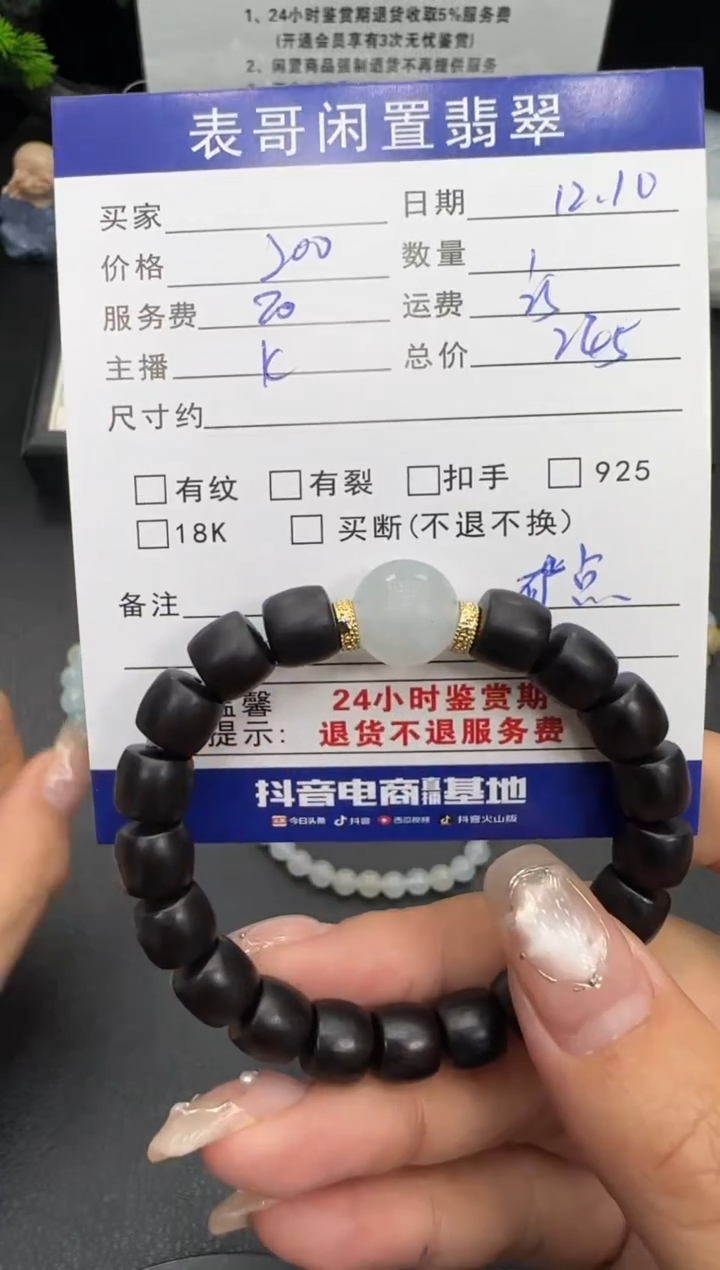 1、24小时鉴赏期退货收取5%服务费
(开通会员享有3次无忧鉴赏)
2、闲置商品强制退货不再提供服务
表哥闲置翡翠
买家 日期 12.10
价格 200 数量 1
服务费 20 运费 25
主播 K 总价 245
尺寸约
□有纹 □有裂 □扣手 □925
□18K □买断(不退不换)
备注 点
温馨 24小时鉴赏期
提示: 退货不退服务费
抖音电商直播基地
今日头条 抖音 西瓜视频 抖音火山版